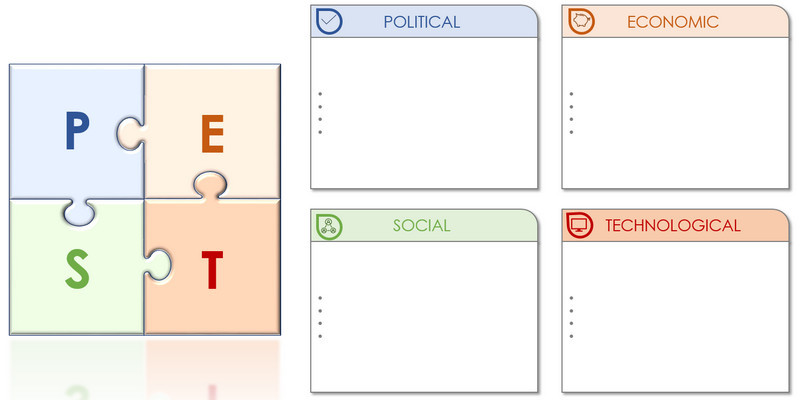 P
E
S
T
POLITICAL
ECONOMIC
SOCIAL
TECHNOLOGICAL